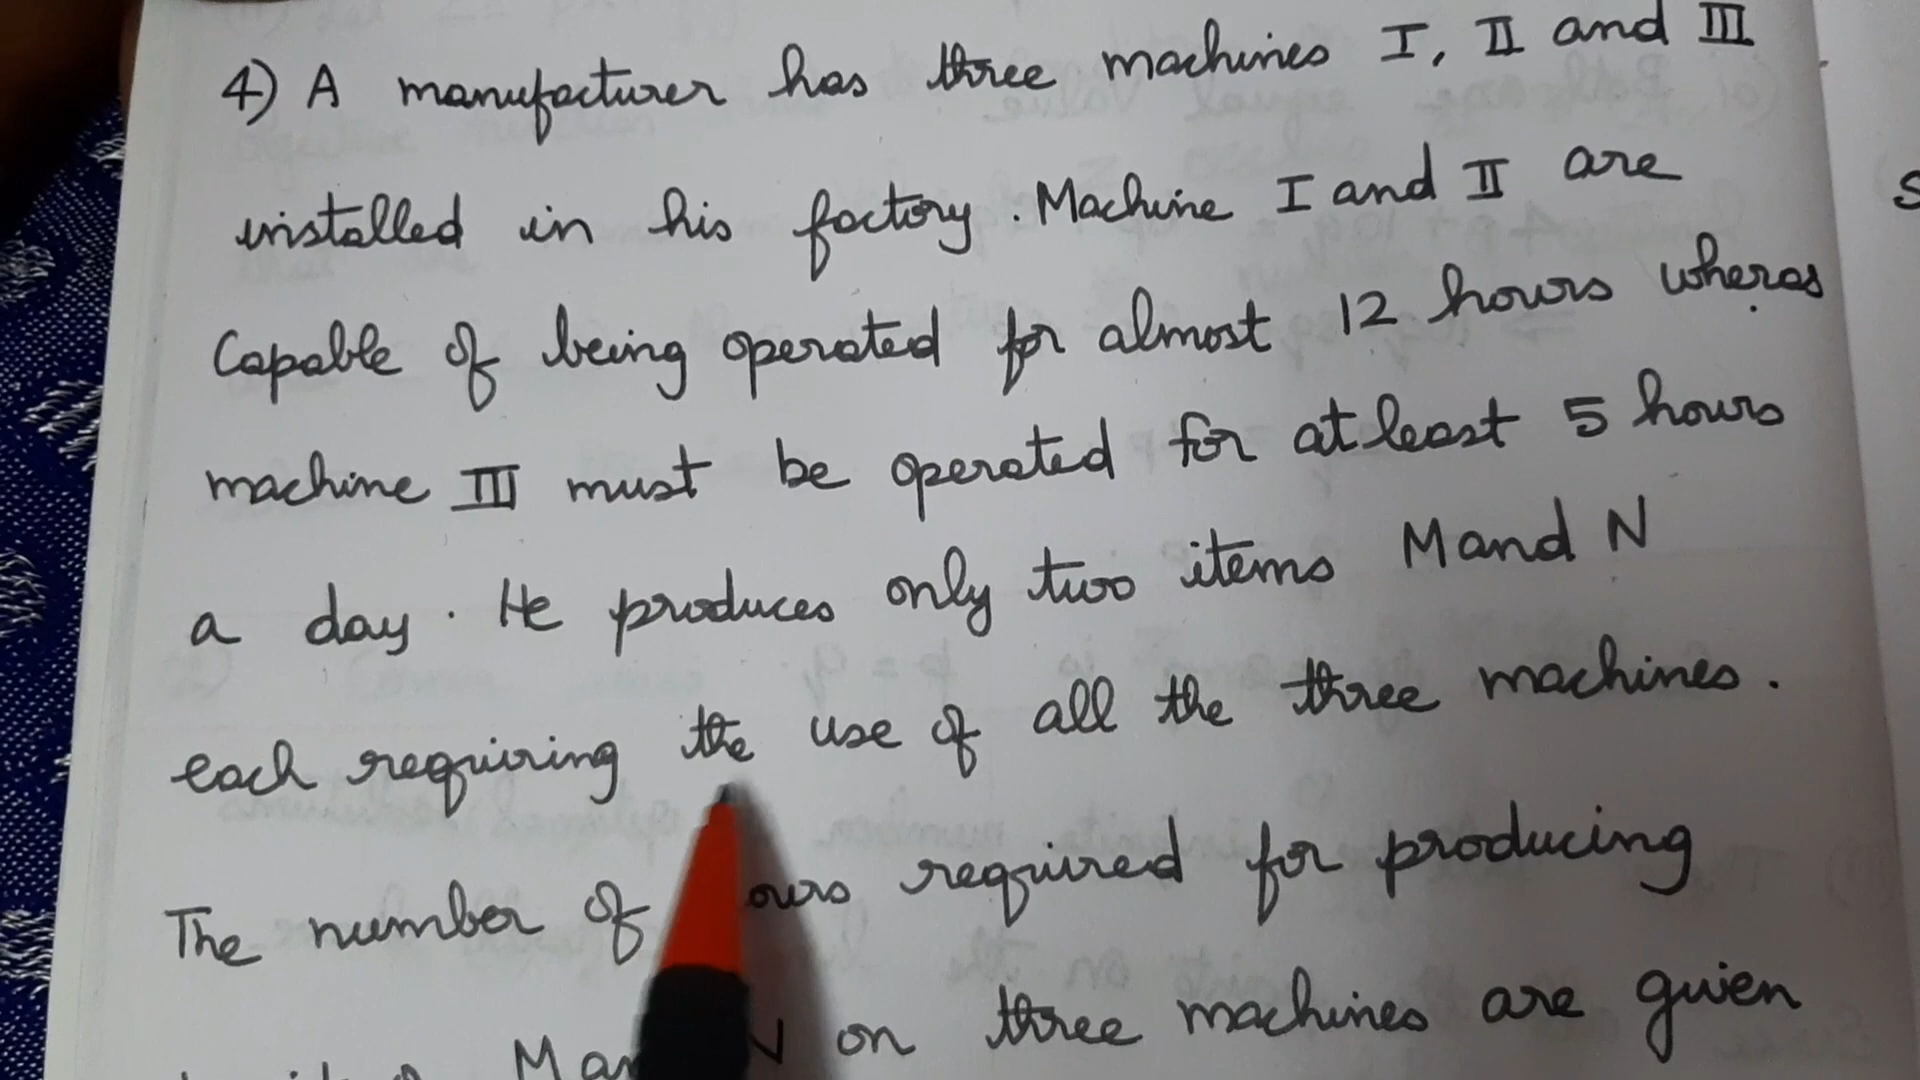 4) A manufacturer has three machines I, II and III
installed in his factory. Machine I and II are
Capable of being operated for almost 12 hours wheras
machine III must be operated for atleast 5 hours
a day. He produces only two items M and N
each requiring the use of all the three machines.
The number of required for producing
M N on three machines are given